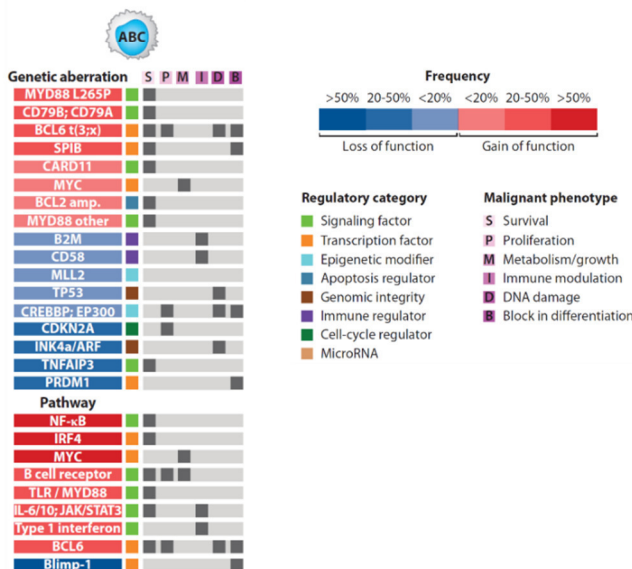 ABC
Genetic aberration S P M I D B
MYD88 L265P
CD79B; CD79A
BCL6 t(3;x)
SPIB
CARD11
MYC
BCL2 amp.
MYD88 other
B2M
CD58
MLL2
TP53
CREBBP; EP300
CDKN2A
INK4a/ARF
TNFAIP3
PRDM1
Pathway
NF-κB
IRF4
MYC
B cell receptor
TLR / MYD88
IL-6/10; JAK/STAT3
Type 1 interferon
BCL6
Blimp-1
Frequency
>50% 20-50% <20% <20% 20-50% >50%
Loss of function Gain of function
Regulatory category
Signaling factor
Transcription factor
Epigenetic modifier
Apoptosis regulator
Genomic integrity
Immune regulator
Cell-cycle regulator
MicroRNA
Malignant phenotype
S Survival
P Proliferation
M Metabolism/growth
I Immune modulation
D DNA damage
B Block in differentiation